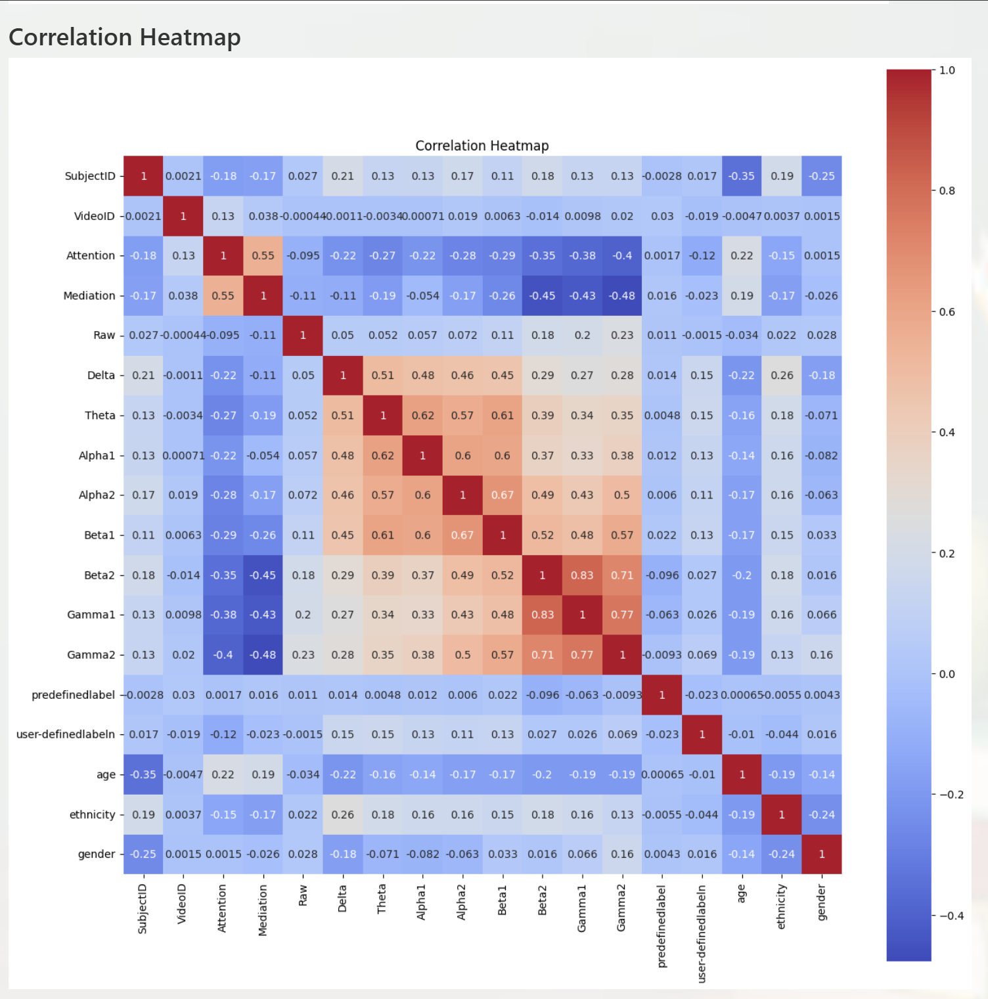 Correlation Heatmap
Correlation Heatmap
SubjectID 1 0.0021 -0.18 -0.17 0.027 0.21 0.13 0.13 0.17 0.11 0.18 0.13 0.13 -0.0028 0.017 -0.35 0.19 -0.25
VideoID 0.0021 1 0.13 0.038 -0.00044 -0.0011 -0.0034 0.00071 0.019 0.0063 -0.014 0.0098 0.02 0.03 -0.019 -0.0047 0.0037 0.0015
Attention -0.18 0.13 1 0.55 -0.095 -0.22 -0.27 -0.22 -0.28 -0.29 -0.35 -0.38 -0.4 0.0017 -0.12 0.22 -0.15 0.0015
Mediation -0.17 0.038 0.55 1 -0.11 -0.11 -0.19 -0.054 -0.17 -0.26 -0.45 -0.43 -0.48 0.016 -0.023 0.19 -0.17 -0.026
Raw 0.027 -0.00044 -0.095 -0.11 1 0.05 0.052 0.057 0.072 0.11 0.18 0.2 0.23 0.011 -0.0015 -0.034 0.022 0.028
Delta 0.21 -0.0011 -0.22 -0.11 0.05 1 0.51 0.48 0.46 0.45 0.29 0.27 0.28 0.014 0.15 -0.22 0.26 -0.18
Theta 0.13 -0.0034 -0.27 -0.19 0.052 0.51 1 0.62 0.57 0.61 0.39 0.34 0.35 0.0048 0.15 -0.16 0.18 -0.071
Alpha1 0.13 0.00071 -0.22 -0.054 0.057 0.48 0.62 1 0.6 0.6 0.37 0.33 0.38 0.012 0.13 -0.14 0.16 -0.082
Alpha2 0.17 0.019 -0.28 -0.17 0.072 0.46 0.57 0.6 1 0.67 0.49 0.43 0.5 0.006 0.11 -0.17 0.16 -0.063
Beta1 0.11 0.0063 -0.29 -0.26 0.11 0.45 0.61 0.6 0.67 1 0.52 0.48 0.57 0.022 0.13 -0.17 0.15 0.033
Beta2 0.18 -0.014 -0.35 -0.45 0.18 0.29 0.39 0.37 0.49 0.52 1 0.83 0.71 -0.096 0.027 -0.2 0.18 0.016
Gamma1 0.13 0.0098 -0.38 -0.43 0.2 0.27 0.34 0.33 0.43 0.48 0.83 1 0.77 -0.063 0.026 -0.19 0.16 0.066
Gamma2 0.13 0.02 -0.4 -0.48 0.23 0.28 0.35 0.38 0.5 0.57 0.71 0.77 1 -0.0093 0.069 -0.19 0.13 0.16
predefinedlabel -0.0028 0.03 0.0017 0.016 0.011 0.014 0.0048 0.012 0.006 0.022 -0.096 -0.063 -0.0093 1 -0.023 0.00065 -0.0055 0.0043
user-definedlabeln 0.017 -0.019 -0.12 -0.023 -0.0015 0.15 0.15 0.13 0.11 0.13 0.027 0.026 0.069 -0.023 1 -0.01 -0.044 0.016
age -0.35 -0.0047 0.22 0.19 -0.034 -0.22 -0.16 -0.14 -0.17 -0.17 -0.2 -0.19 -0.19 0.00065 -0.01 1 -0.19 -0.14
ethnicity 0.19 0.0037 -0.15 -0.17 0.022 0.26 0.18 0.16 0.16 0.15 0.18 0.16 0.13 -0.0055 -0.044 -0.19 1 -0.24
gender -0.25 0.0015 0.0015 -0.026 0.028 -0.18 -0.071 -0.082 -0.063 0.033 0.016 0.066 0.16 0.0043 0.016 -0.14 -0.24 1
SubjectID
VideoID
Attention
Mediation
Raw
Delta
Theta
Alpha1
Alpha2
Beta1
Beta2
Gamma1
Gamma2
predefinedlabel
user-definedlabeln
age
ethnicity
gender
1.0
0.8
0.6
0.4
0.2
0.0
−0.2
−0.4